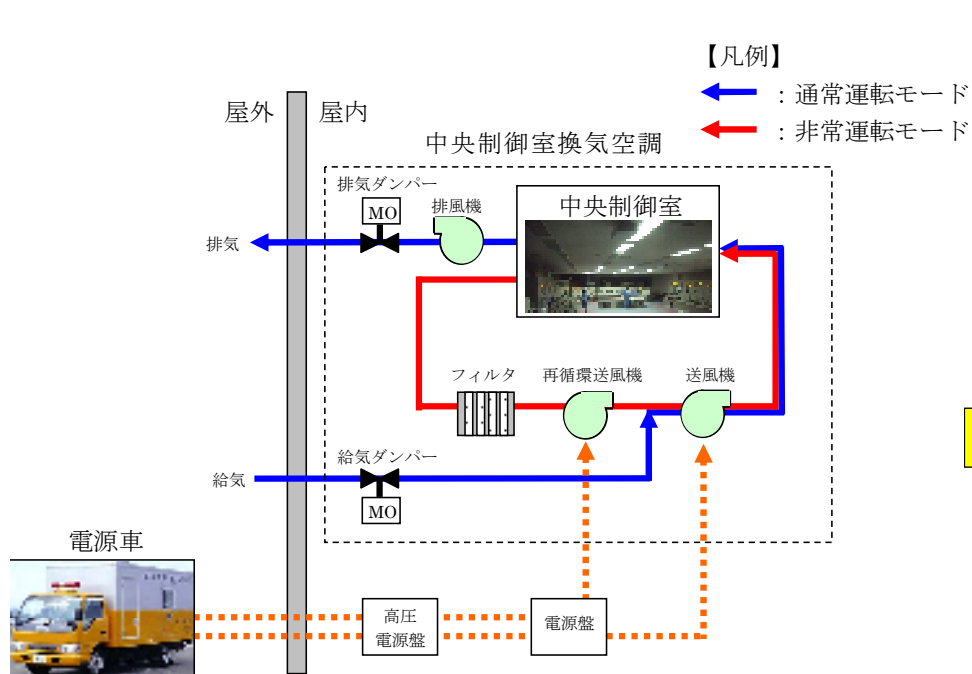 【凡例】
：通常運転モード
：非常運転モード
屋外
屋内
中央制御室換気空調
排気ダンパー
MO
排風機
中央制御室
排気
フィルタ
再循環送風機
送風機
給気ダンパー
給気
MO
電源車
高圧
電源盤
電源盤